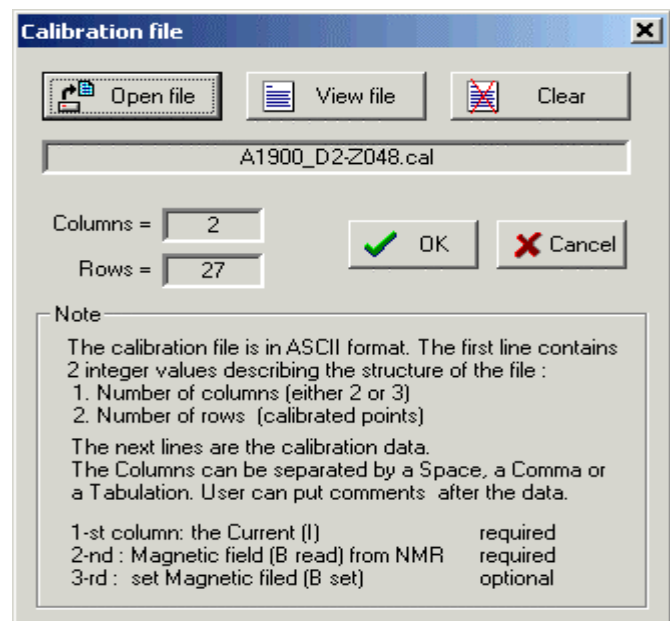 Calibration file
Open file View file Clear
A1900_D2-Z048.cal
Columns = 2
Rows = 27
OK Cancel
Note
The calibration file is in ASCII format. The first line contains
2 integer values describing the structure of the file :
1. Number of columns (either 2 or 3)
2. Number of rows (calibrated points)
The next lines are the calibration data.
The Columns can be separated by a Space, a Comma or
a Tabulation. User can put comments after the data.
1-st column: the Current (I) required
2-nd : Magnetic field (B read) from NMR required
3-rd : set Magnetic filed (B set) optional